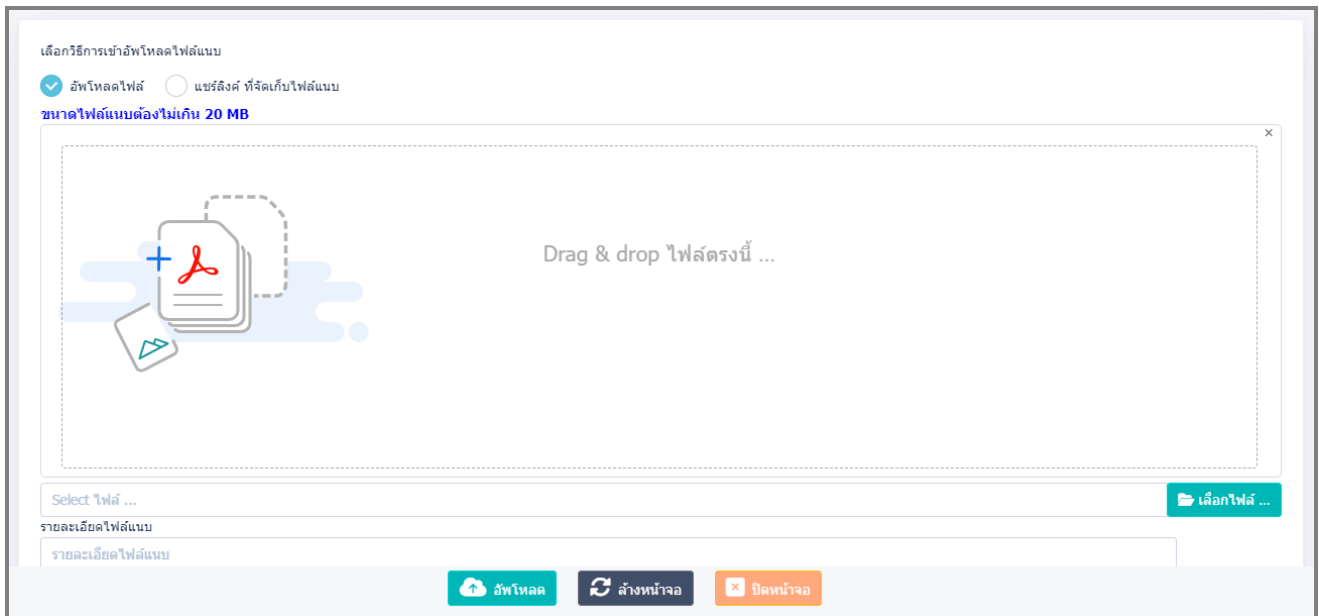 เลือกวิธีการเข้าอัพโหลดไฟล์แนบ
อัพโหลดไฟล์ แชร์ลิงค์ ที่จัดเก็บไฟล์แนบ
ขนาดไฟล์แนบต้องไม่เกิน 20 MB
×
Drag & drop ไฟล์ตรงนี้ ...
Select ไฟล์ ...
เลือกไฟล์ ...
รายละเอียดไฟล์แนบ
รายละเอียดไฟล์แนบ
อัพโหลด ล้างหน้าจอ ปิดหน้าจอ